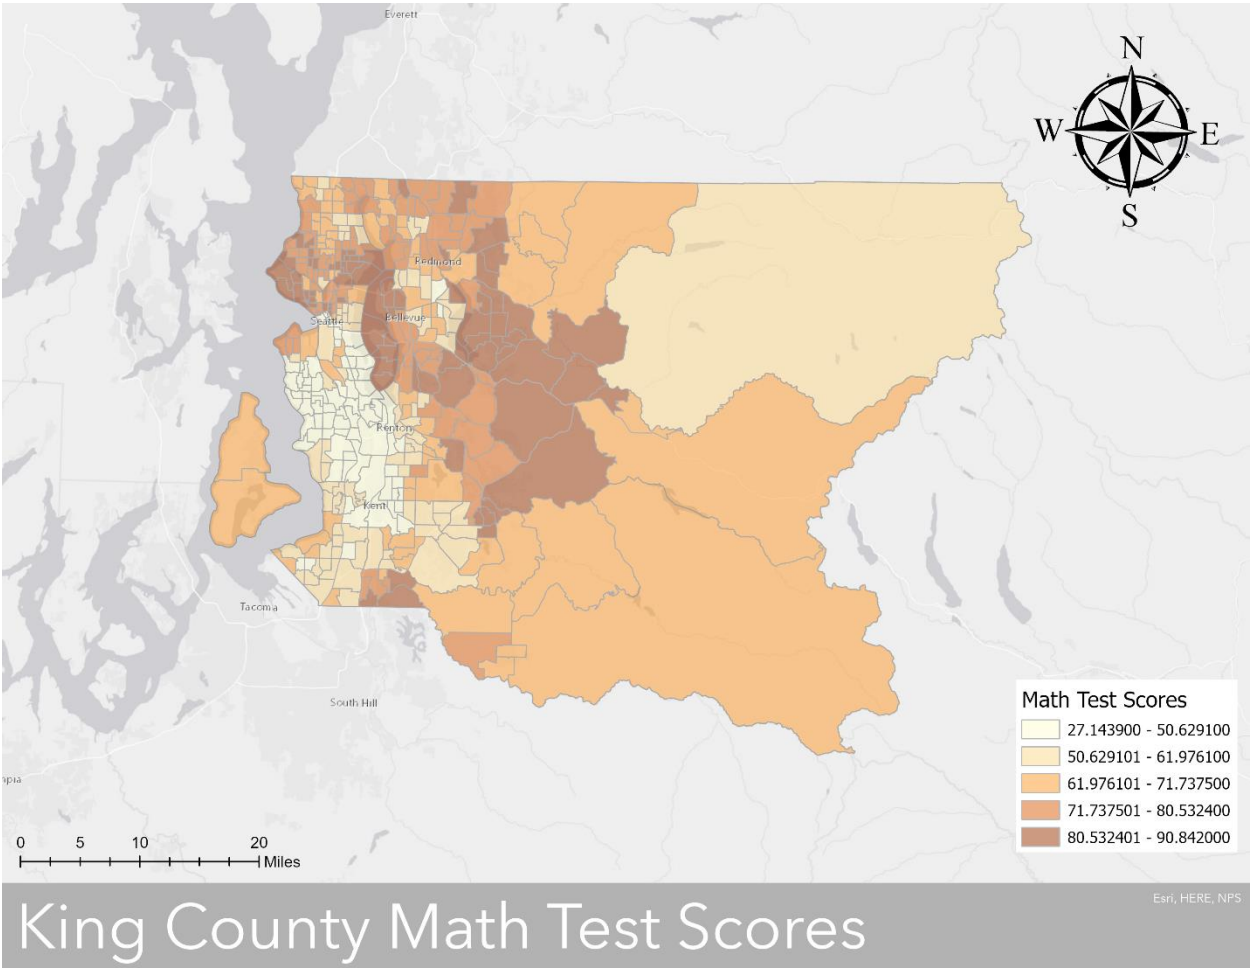 Everett
N
W
E
S
Redmond
Seattle
Bellevue
Renton
Kent
Tacoma
South Hill
Math Test Scores
27.143900 - 50.629100
50.629101 - 61.976100
61.976101 - 71.737500
71.737501 - 80.532400
80.532401 - 90.842000
mpia
0 5 10 20
Miles
Esri, HERE, NPS
King County Math Test Scores